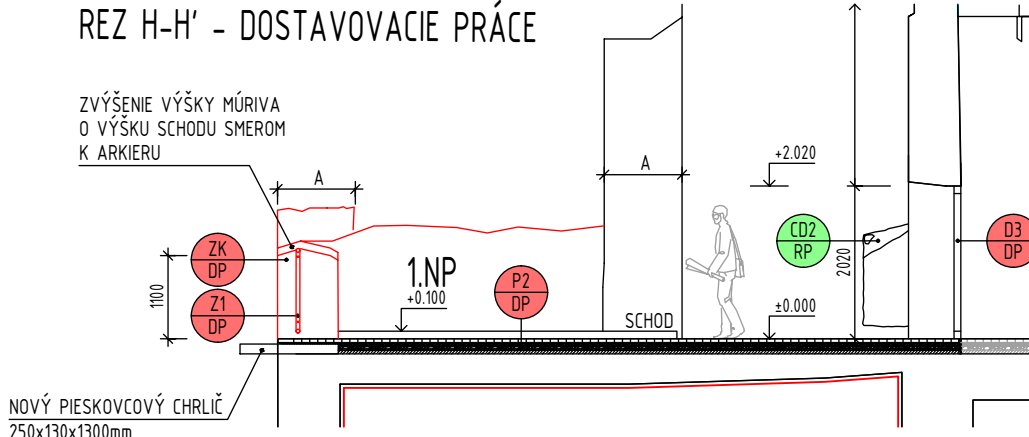 REZ H-H' - DOSTAVOVACIE PRÁCE
ZVÝŠENIE VÝŠKY MÚRIVA
O VÝŠKU SCHODU SMEROM
K ARKIERU
A
A
+2.020
ZK
DP
Z1
DP
1100
1.NP
+0.100
P2
DP
SCHOD
CD2
RP
2020
±0.000
D3
DP
NOVÝ PIESKOVCOVÝ CHRLIČ
250x130x1300mm